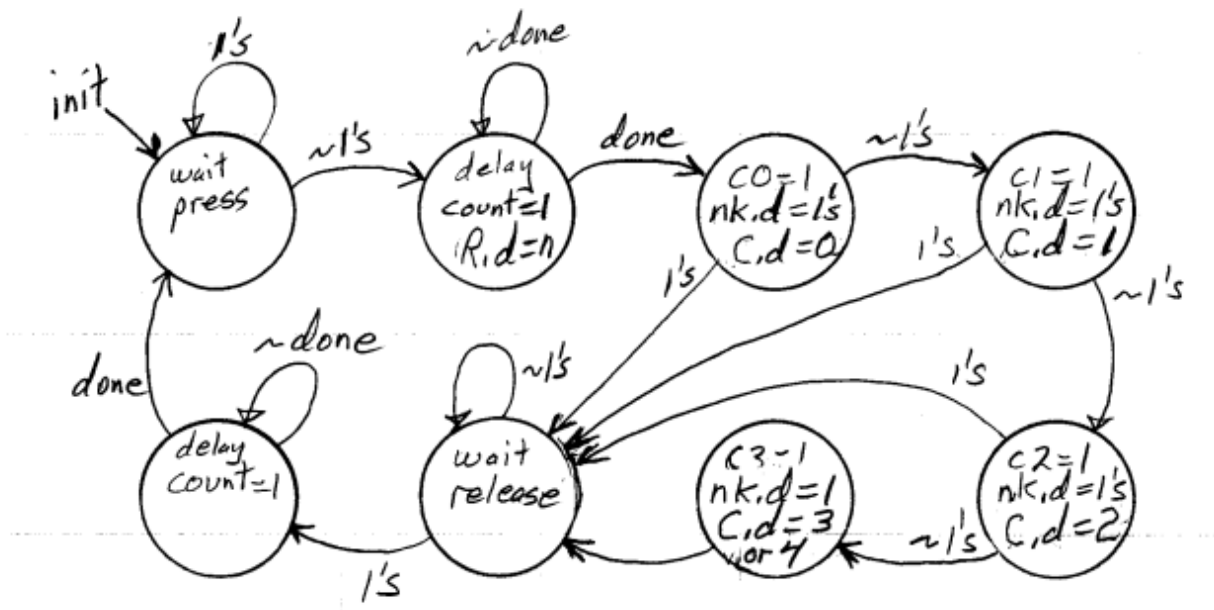 1's
~done
init
~1's
done
~1's
wait
press
delay
count=1
R.d=n
c0=1
nk.d=1's
C.d=0
c1=1
nk.d=1's
C.d=1
1's
1's
~1's
~done
done
~1's
1's
delay
count=1
wait
release
c3=1
nk.d=1
C.d=3
or 4
c2=1
nk.d=1's
C.d=2
~1's
1's